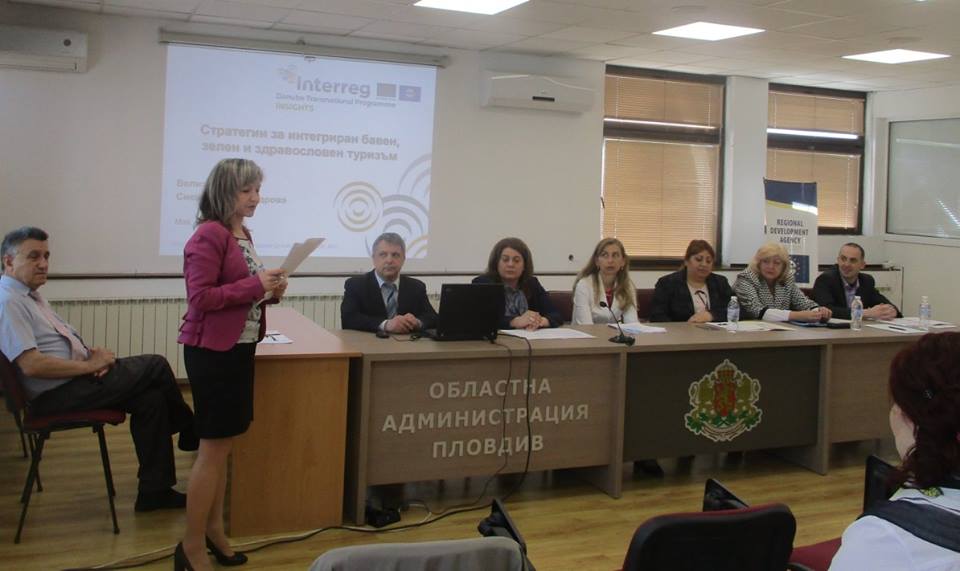 Interreg
Danube Transnational Programme
INSIGHTS
Стратегии за интегриран бавен,
зелен и здравословен туризъм
REGIONAL
DEVELOPMENT
AGENCY
ОБЛАСТНА
АДМИНИСТРАЦИЯ
ПЛОВДИВ